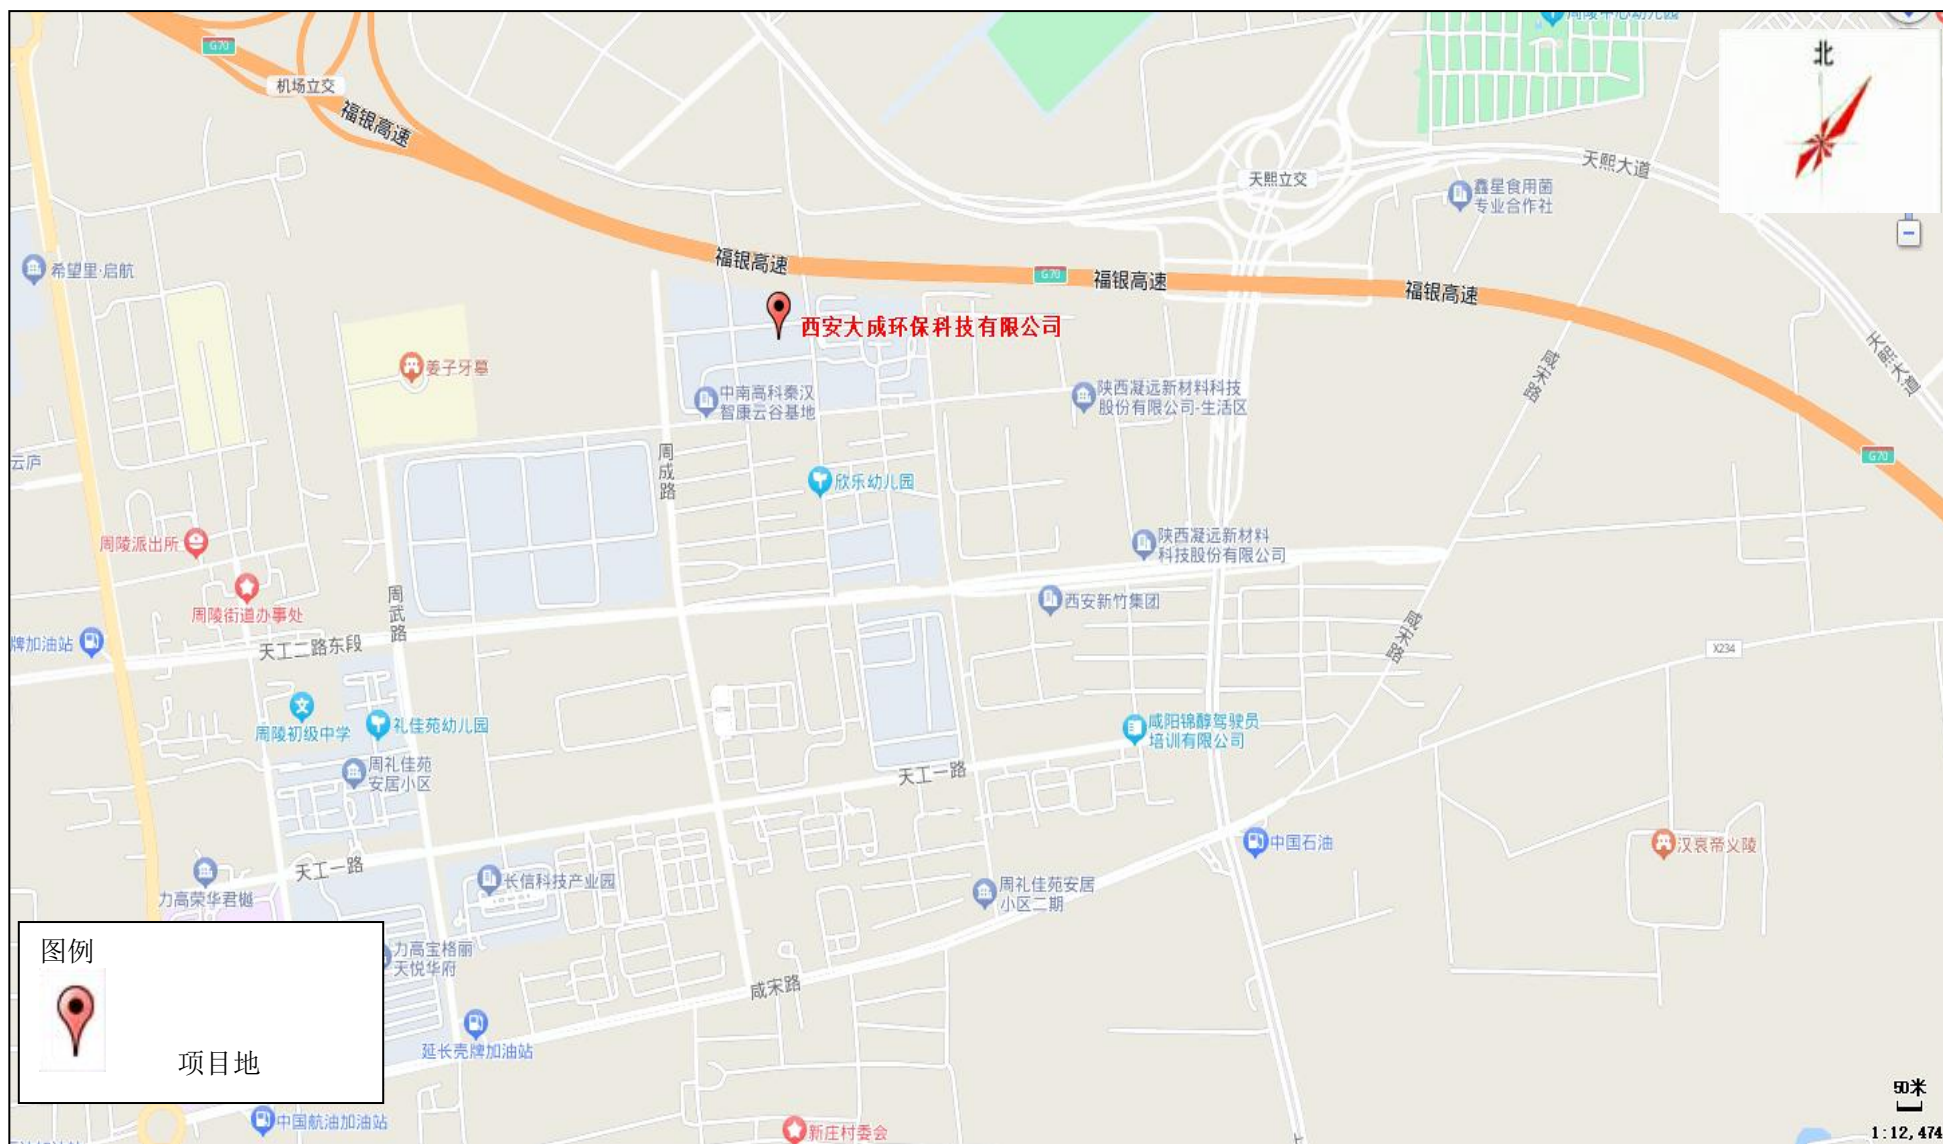 周陵中心幼儿园
北
G70
机场立交
福银高速
天熙大道
天熙立交
鑫星食用菌
专业合作社
希望里·启航
福银高速
G70
福银高速
福银高速
西安大成环保科技有限公司
天熙大道
咸宋路
姜子牙墓
中南高科秦汉
智康云谷基地
陕西凝远新材料科技
股份有限公司-生活区
云庐
周成路
G70
欣乐幼儿园
周陵派出所
陕西凝远新材料
科技股份有限公司
周陵街道办事处
周武路
西安新竹集团
牌加油站
天工二路东段
咸宋路
X234
周陵初级中学
礼佳苑幼儿园
咸阳锦醇驾驶员
培训有限公司
周礼佳苑
安居小区
天工一路
中国石油
汉哀帝义陵
天工一路
力高荣华君樾
长信科技产业园
周礼佳苑安居
小区二期
图例
力高宝格丽
天悦华府
咸宋路
项目地
延长壳牌加油站
50米
中国航油加油站
新庄村委会
1:12,474